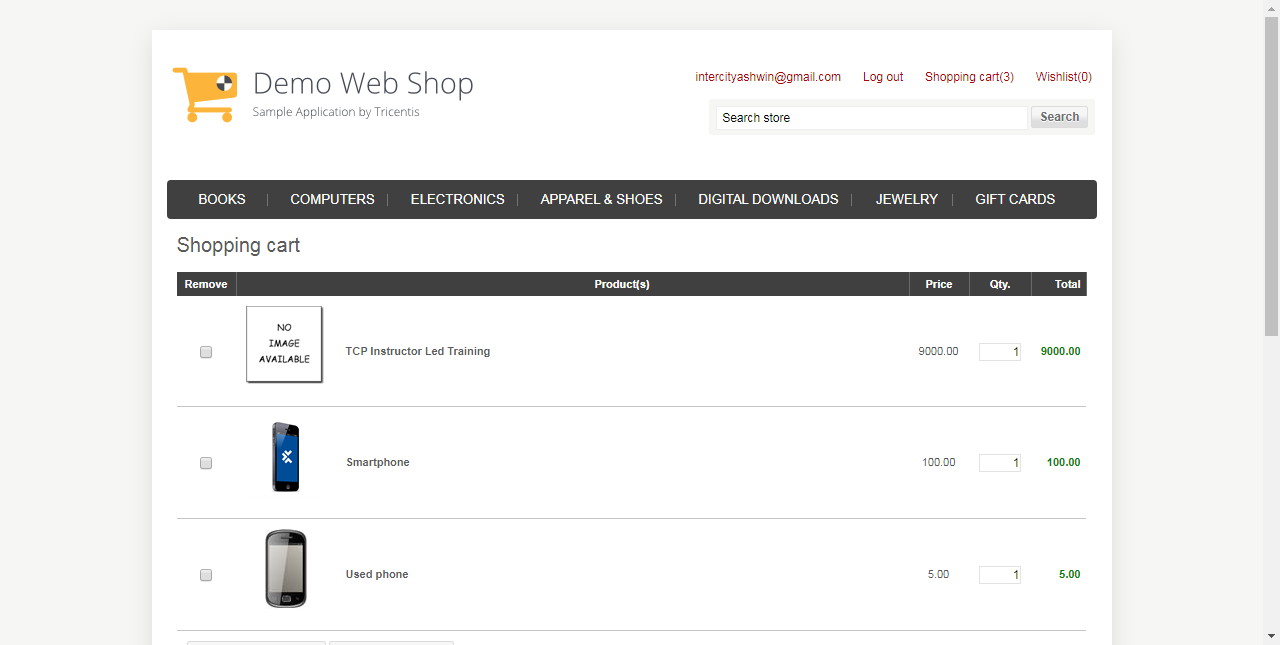 Demo Web Shop
Sample Application by Tricentis
intercityashwin@gmail.com Log out Shopping cart(3) Wishlist(0)
Search store Search
BOOKS COMPUTERS ELECTRONICS APPAREL & SHOES DIGITAL DOWNLOADS JEWELRY GIFT CARDS
Shopping cart
Remove Product(s) Price Qty. Total
NO
IMAGE
AVAILABLE
TCP Instructor Led Training 9000.00 1 9000.00
Smartphone 100.00 1 100.00
Used phone 5.00 1 5.00